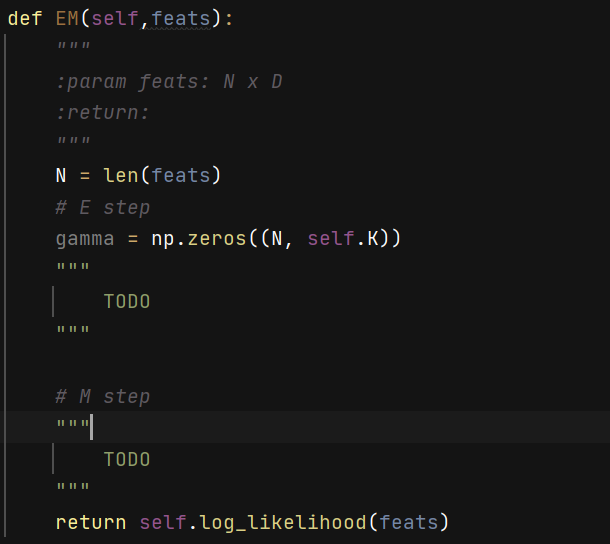 def EM(self,feats):
"""
:param feats: N x D
:return:
"""
N = len(feats)
# E step
gamma = np.zeros((N, self.K))
"""
TODO
"""
# M step
"""
TODO
"""
return self.log_likelihood(feats)